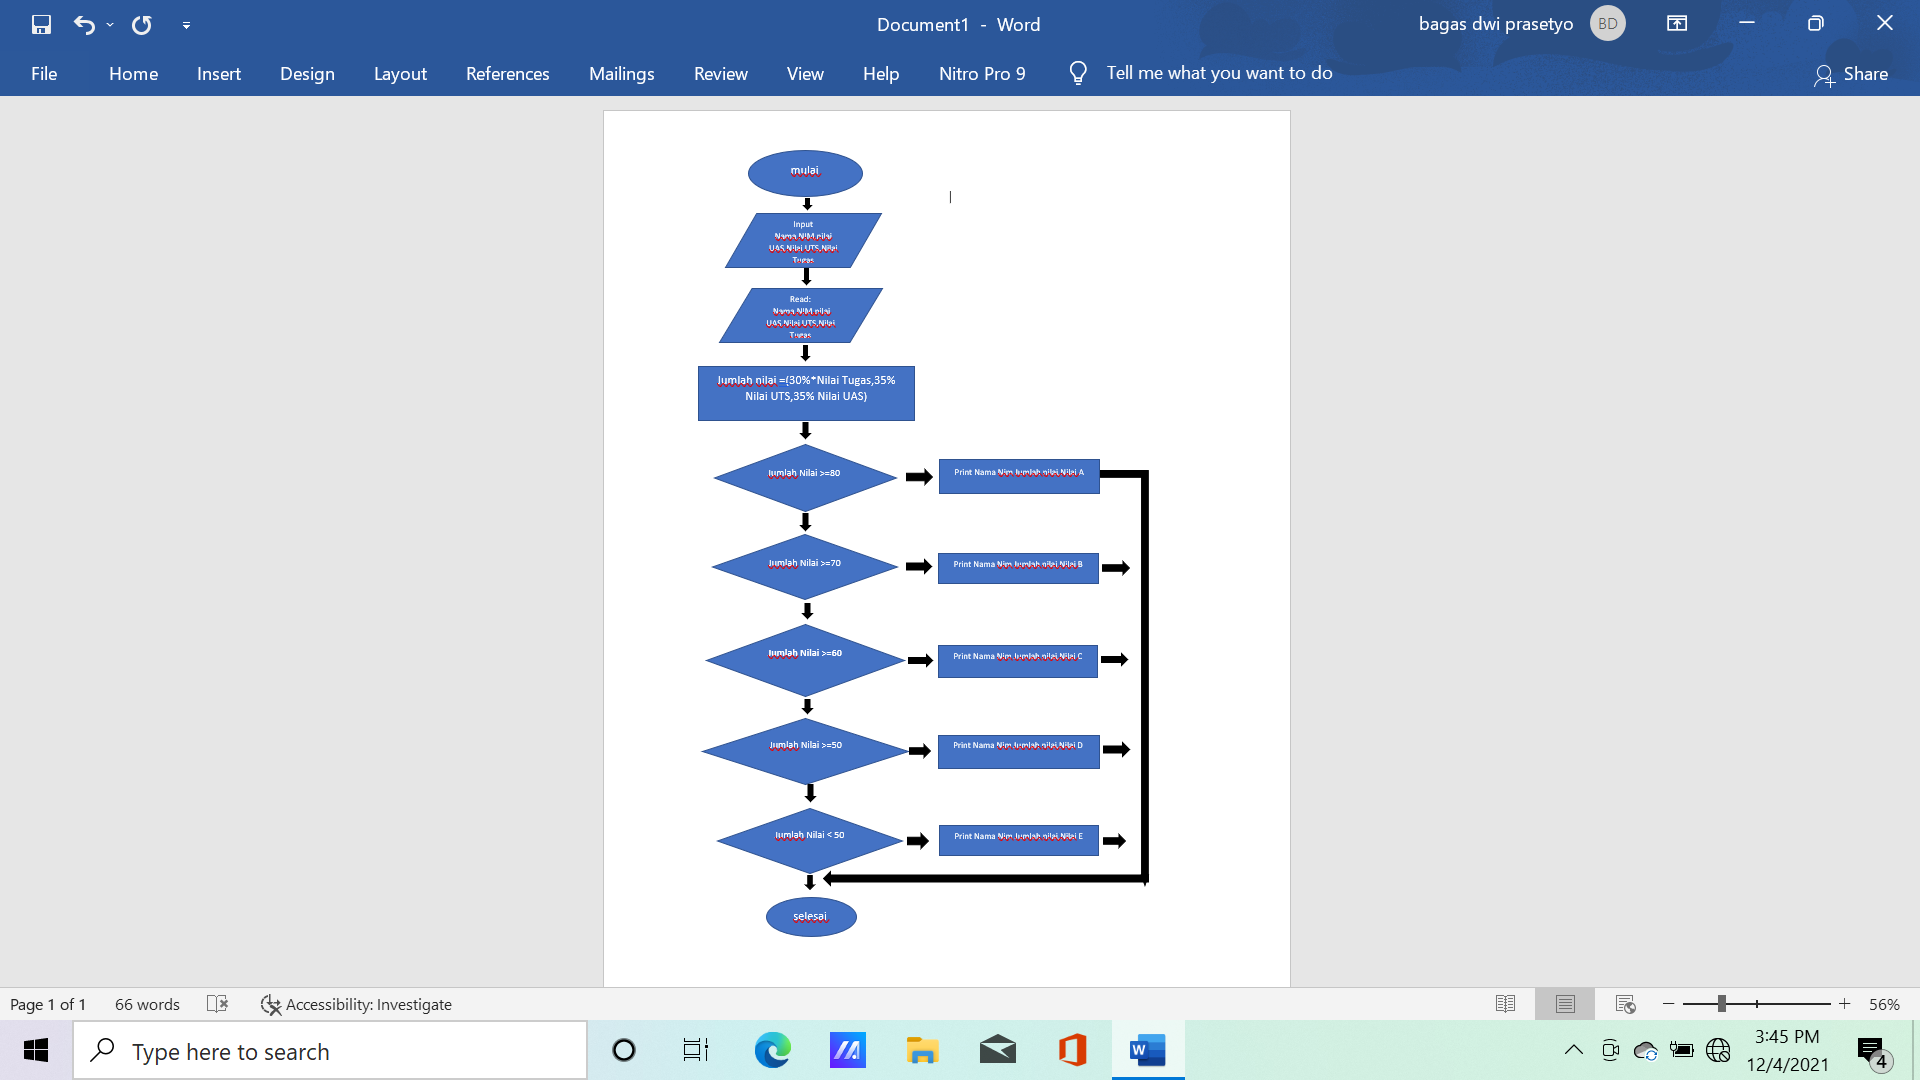 Document1 - Word
bagas dwi prasetyo
BD
File
Home
Insert
Design
Layout
References
Mailings
Review
View
Help
Nitro Pro 9
Tell me what you want to do
Share
mulai
Input
Nama NIM nilai
UAS Nilai UTS Nilai
Tugas
Read:
Nama NIM nilai
UAS Nilai UTS Nilai
Tugas
Jumlah nilai =(30%*Nilai Tugas,35%
Nilai UTS,35% Nilai UAS)
Jumlah Nilai >=80
Print Nama Nim Jumlah nilai Nilai A
Jumlah Nilai >=70
Print Nama Nim Jumlah nilai Nilai B
Jumlah Nilai >=60
Print Nama Nim Jumlah nilai Nilai C
Jumlah Nilai >=50
Print Nama Nim Jumlah nilai Nilai D
Jumlah Nilai < 50
Print Nama Nim Jumlah nilai Nilai E
selesai
Page 1 of 1
66 words
Accessibility: Investigate
56%
Type here to search
W
3:45 PM
12/4/2021
4